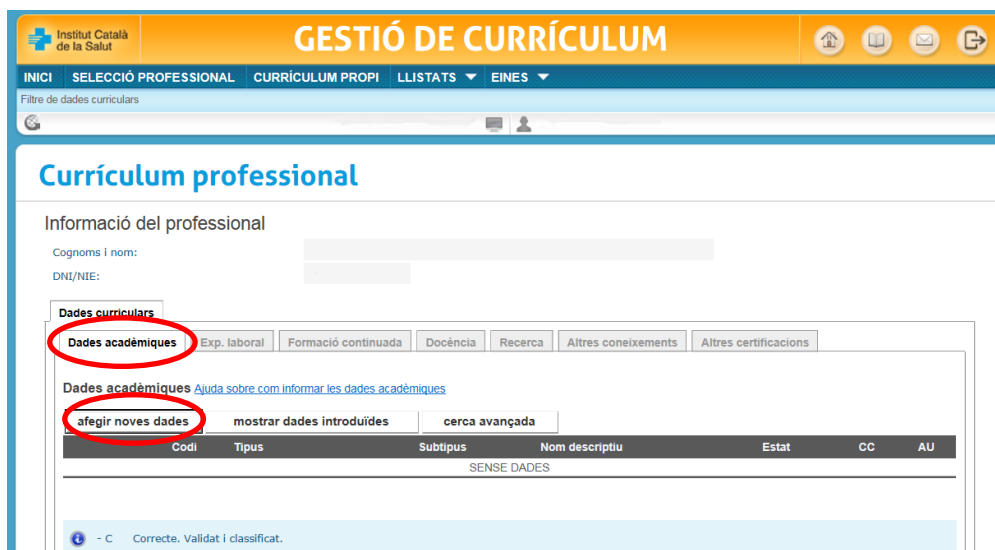 Institut Català
de la Salut
GESTIÓ DE CURRÍCULUM
INICI SELECCIÓ PROFESSIONAL CURRÍCULUM PROPI LLISTATS EINES
Filtre de dades curriculars
Currículum professional
Informació del professional
Cognoms i nom:
DNI/NIE:
Dades curriculars
Dades acadèmiques Exp. laboral Formació continuada Docència Recerca Altres coneixements Altres certificacions
Dades acadèmiques Ajuda sobre com informar les dades acadèmiques
afegir noves dades mostrar dades introduïdes cerca avançada
Codi Tipus Subtipus Nom descriptiu Estat CC AU
SENSE DADES
- C Correcte. Validat i classificat.